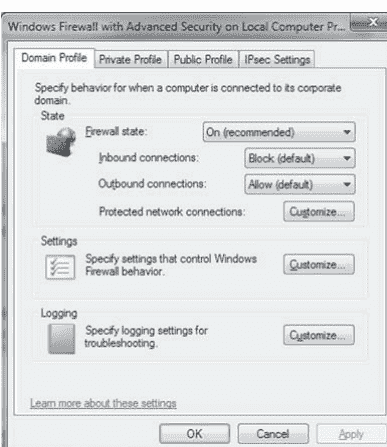 Windows Firewall with Advanced Security on Local Computer Pr...
Domain Profile Private Profile Public Profile IPsec Settings
Specify behavior for when a computer is connected to its corporate
domain.
State
Firewall state: On (recommended)
Inbound connections: Block (default)
Outbound connections: Allow (default)
Protected network connections: Customize...
Settings
Specify settings that control Windows
Firewall behavior.
Customize...
Logging
Specify logging settings for
troubleshooting.
Customize...
Learn more about these settings
OK Cancel Apply